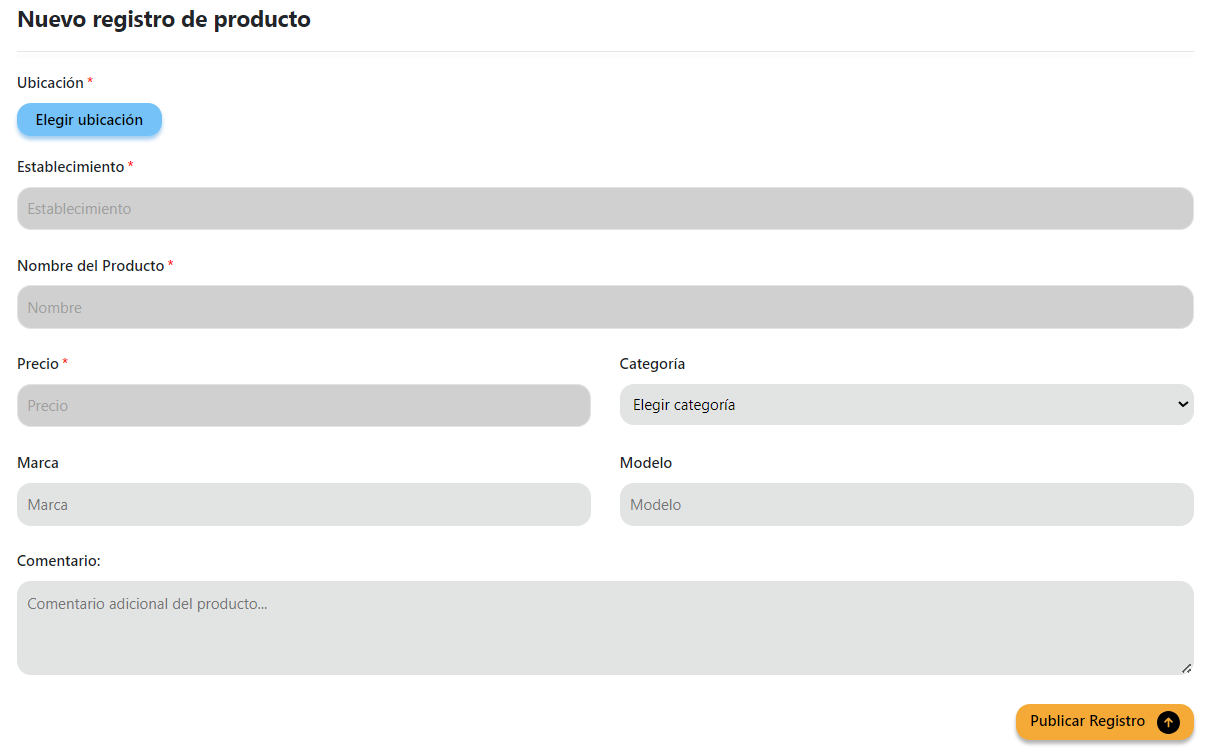 Nuevo registro de producto
Ubicación *
Elegir ubicación
Establecimiento *
Establecimiento
Nombre del Producto *
Nombre
Precio *
Categoría
Precio
Elegir categoría
Marca
Modelo
Marca
Modelo
Comentario:
Comentario adicional del producto...
Publicar Registro